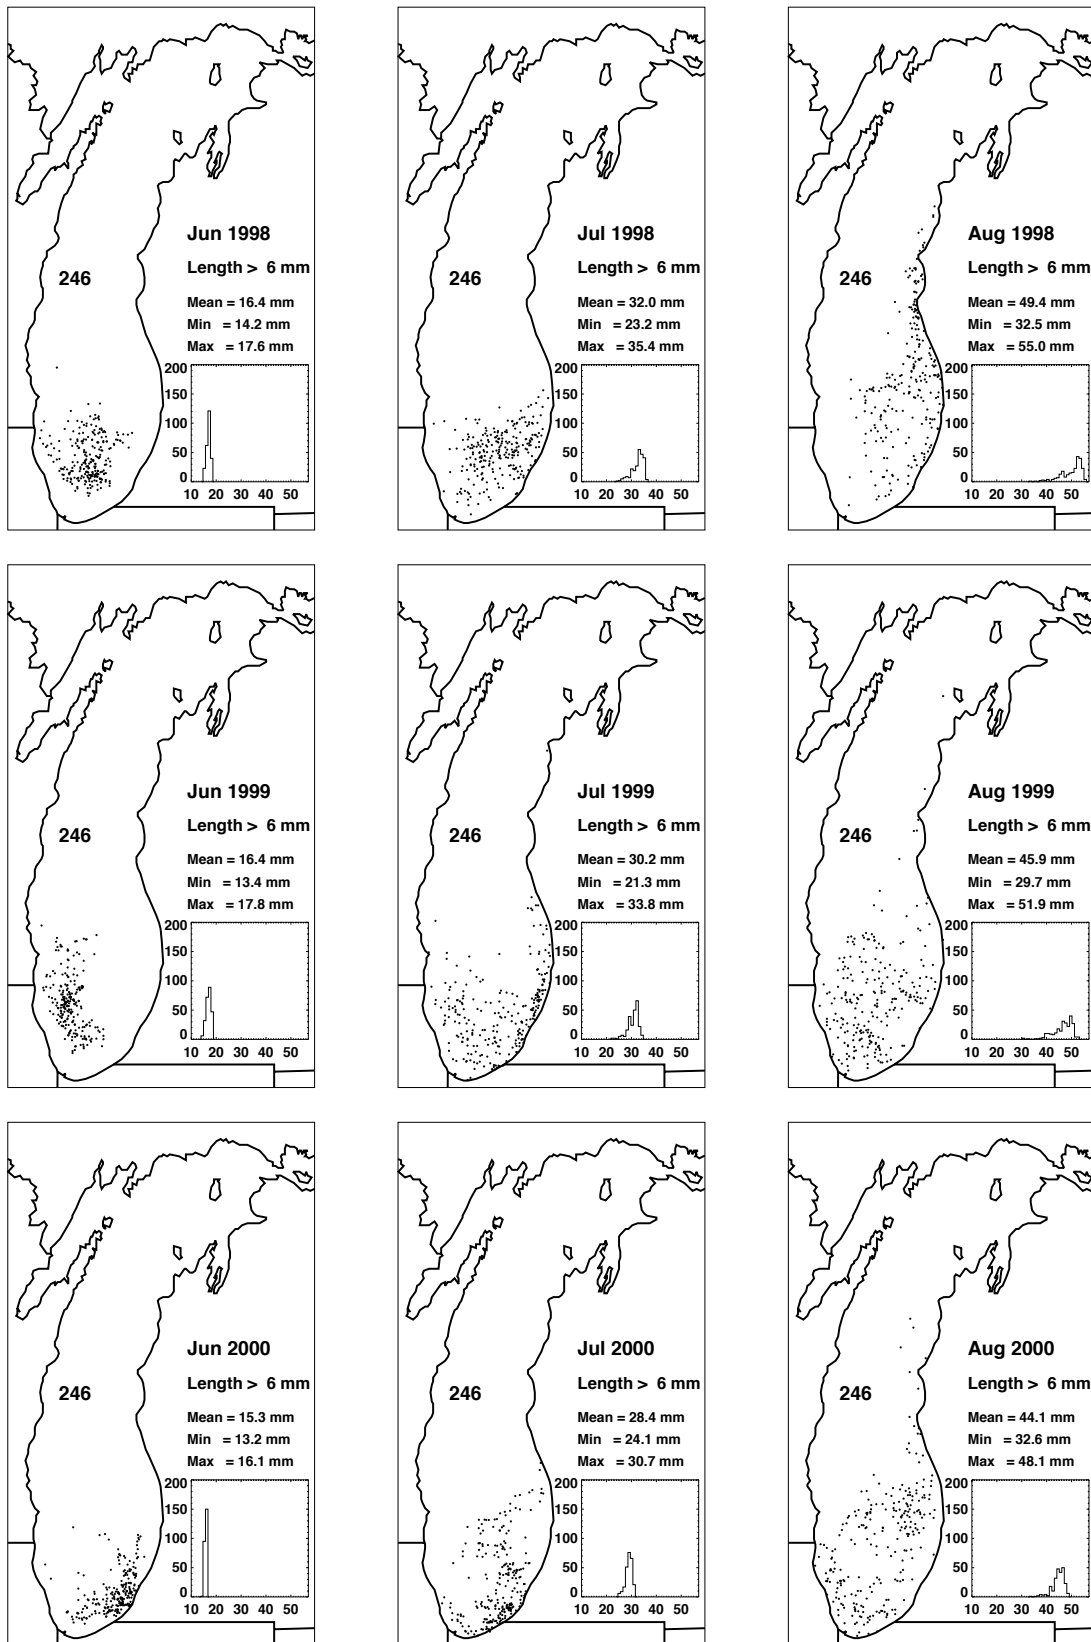 Jun 1998
Length > 6 mm
246
Mean = 16.4 mm
Min = 14.2 mm
Max = 17.6 mm
200
150
100
50
0
10 20 30 40 50
Jul 1998
Length > 6 mm
246
Mean = 32.0 mm
Min = 23.2 mm
Max = 35.4 mm
200
150
100
50
0
10 20 30 40 50
Aug 1998
Length > 6 mm
246
Mean = 49.4 mm
Min = 32.5 mm
Max = 55.0 mm
200
150
100
50
0
10 20 30 40 50
Jun 1999
Length > 6 mm
246
Mean = 16.4 mm
Min = 13.4 mm
Max = 17.8 mm
200
150
100
50
0
10 20 30 40 50
Jul 1999
Length > 6 mm
246
Mean = 30.2 mm
Min = 21.3 mm
Max = 33.8 mm
200
150
100
50
0
10 20 30 40 50
Aug 1999
Length > 6 mm
246
Mean = 45.9 mm
Min = 29.7 mm
Max = 51.9 mm
200
150
100
50
0
10 20 30 40 50
Jun 2000
Length > 6 mm
246
Mean = 15.3 mm
Min = 13.2 mm
Max = 16.1 mm
200
150
100
50
0
10 20 30 40 50
Jul 2000
Length > 6 mm
246
Mean = 28.4 mm
Min = 24.1 mm
Max = 30.7 mm
200
150
100
50
0
10 20 30 40 50
Aug 2000
Length > 6 mm
246
Mean = 44.1 mm
Min = 32.6 mm
Max = 48.1 mm
200
150
100
50
0
10 20 30 40 50